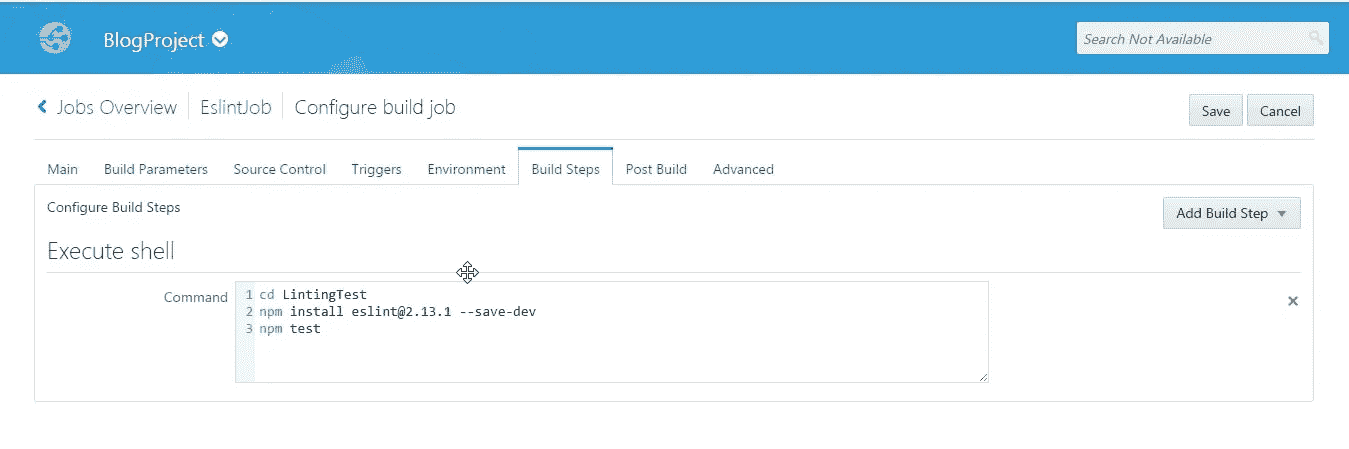 BlogProject
Search Not Available
Jobs Overview EslintJob Configure build job
Save Cancel
Main Build Parameters Source Control Triggers Environment Build Steps Post Build Advanced
Configure Build Steps
Add Build Step
Execute shell
Command
1 cd LintingTest
2 npm install eslint@2.13.1 --save-dev
3 npm test